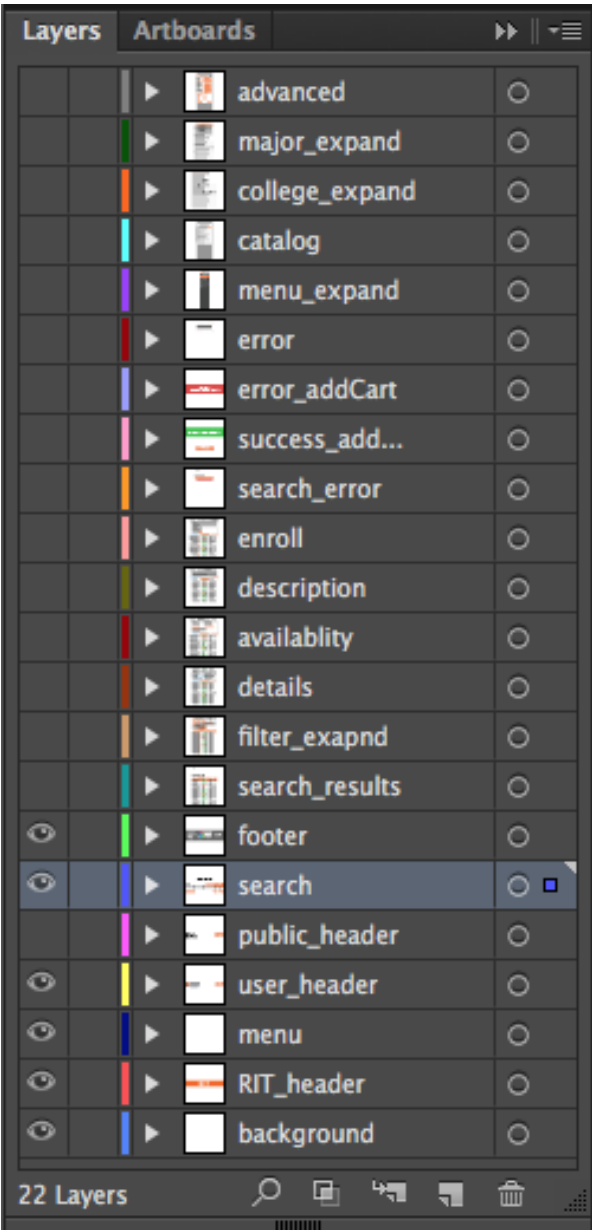 Layers Artboards
advanced
major_expand
college_expand
catalog
menu_expand
error
error_addCart
success_add...
search_error
enroll
description
availablity
details
filter_exapnd
search_results
footer
search
public_header
user_header
menu
RIT_header
background
22 Layers